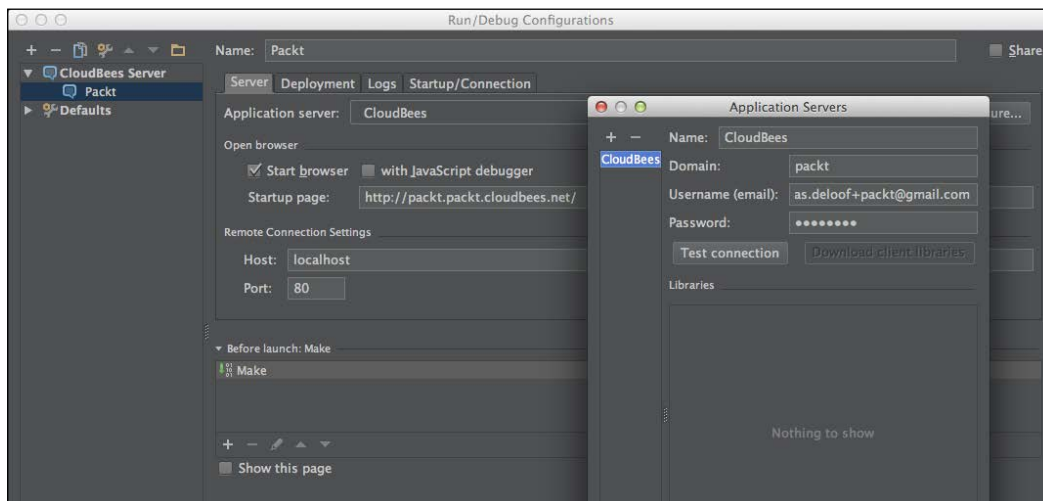 Run/Debug Configurations
Name: Packt
Share
CloudBees Server
Packt
Defaults
Server Deployment Logs Startup/Connection
Application server: CloudBees
ure...
Open browser
Start browser with JavaScript debugger
Startup page: http://packt.packt.cloudbees.net/
Remote Connection Settings
Host: localhost
Port: 80
Before launch: Make
Make
Show this page
Application Servers
CloudBees
Name: CloudBees
Domain: packt
Username (email): as.deloof+packt@gmail.com
Password: ••••••••
Test connection Download client libraries
Libraries
Nothing to show